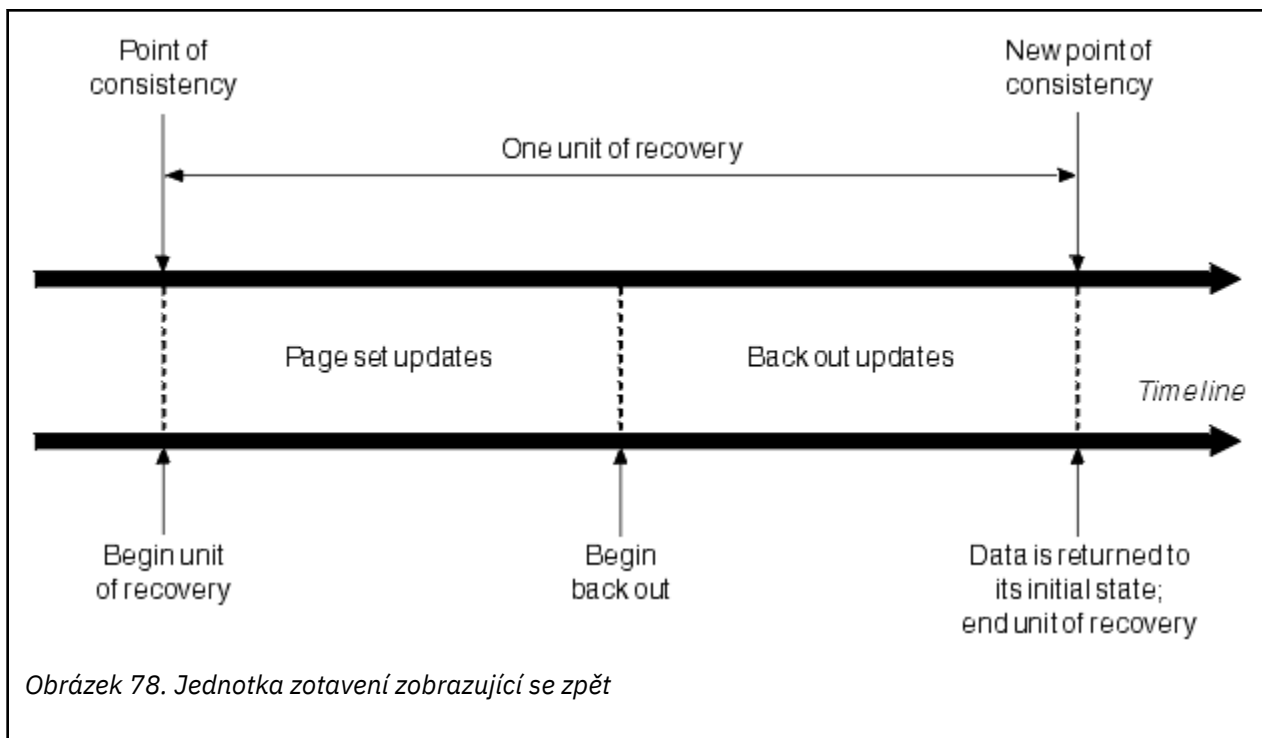 Point of
consistency
New point of
consistency
One unit of recovery
Page set updates
Back out updates
Timeline
Begin unit
of recovery
Begin
back out
Data is returned to
its initial state;
end unit of recovery
Obrázek 78. Jednotka zotavení zobrazující se zpět